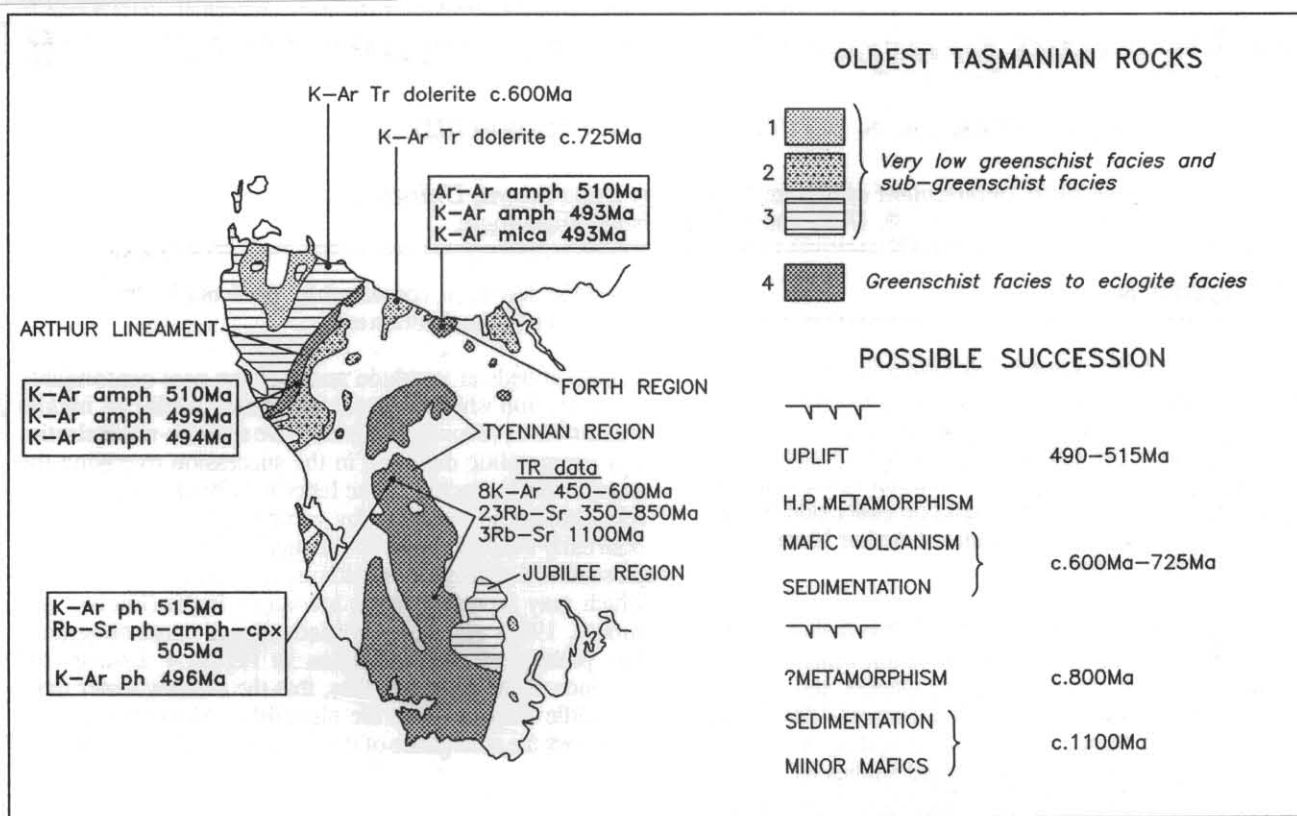 K-Ar Tr dolerite c.600Ma
K-Ar Tr dolerite c.725Ma
Ar-Ar amph 510Ma
K-Ar amph 493Ma
K-Ar mica 493Ma
ARTHUR LINEAMENT
K-Ar amph 510Ma
K-Ar amph 499Ma
K-Ar amph 494Ma
FORTH REGION
TYENNAN REGION
TR data
8K-Ar 450-600Ma
23Rb-Sr 350-850Ma
3Rb-Sr 1100Ma
JUBILEE REGION
K-Ar ph 515Ma
Rb-Sr ph-amph-cpx
505Ma
K-Ar ph 496Ma
OLDEST TASMANIAN ROCKS
1
2
3
Very low greenschist facies and
sub-greenschist facies
4 Greenschist facies to eclogite facies
POSSIBLE SUCCESSION
UPLIFT 490-515Ma
H.P.METAMORPHISM
MAFIC VOLCANISM
SEDIMENTATION
c.600Ma-725Ma
?METAMORPHISM c.800Ma
SEDIMENTATION
MINOR MAFICS
c.1100Ma